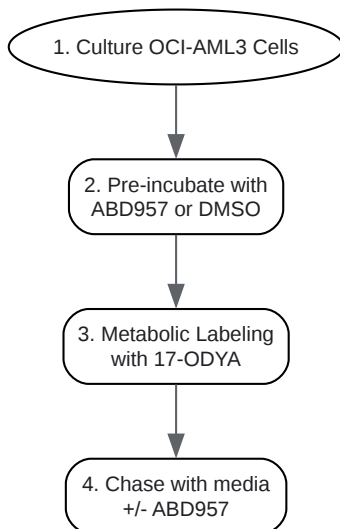 1. Culture OCI-AML3 Cells
2. Pre-incubate with
ABD957 or DMSO
3. Metabolic Labeling
with 17-ODYA
4. Chase with media
+/- ABD957